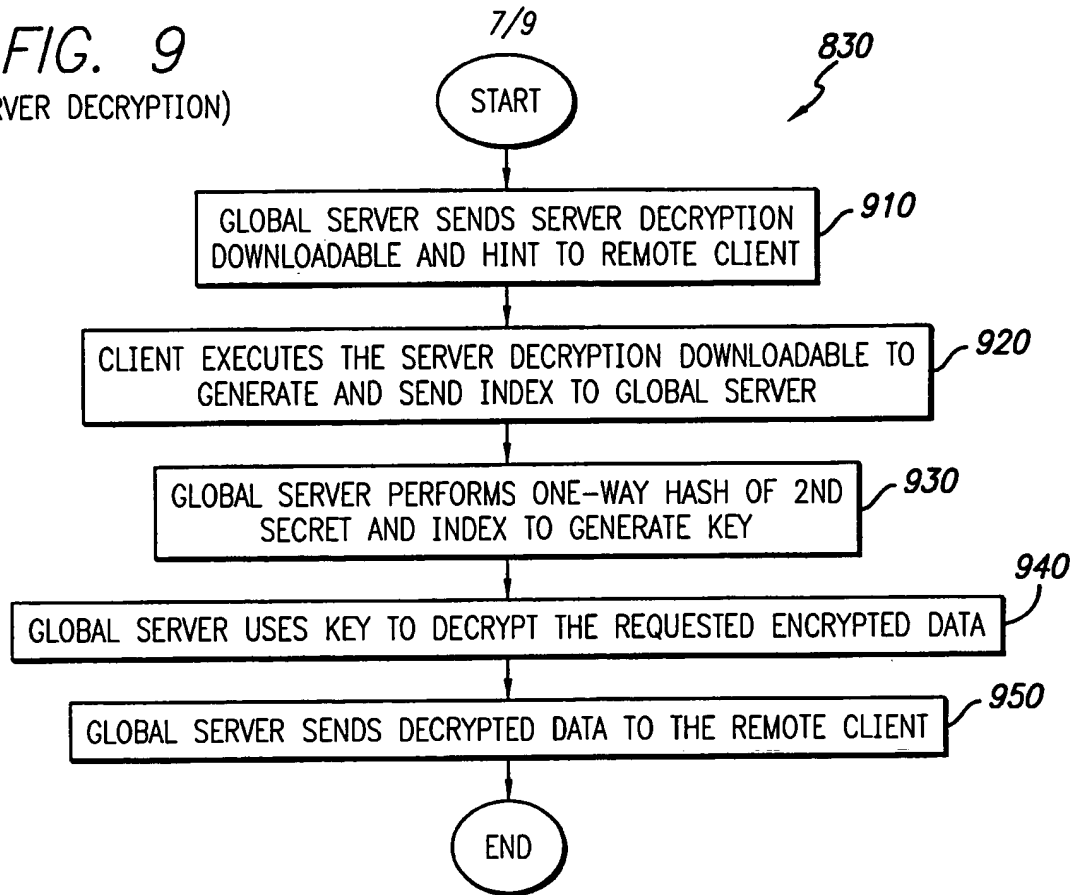 FIG. 9
7/9
830
RVER DECRYPTION)
START
GLOBAL SERVER SENDS SERVER DECRYPTION
DOWNLOADABLE AND HINT TO REMOTE CLIENT
910
CLIENT EXECUTES THE SERVER DECRYPTION DOWNLOADABLE TO
GENERATE AND SEND INDEX TO GLOBAL SERVER
920
GLOBAL SERVER PERFORMS ONE-WAY HASH OF 2ND
SECRET AND INDEX TO GENERATE KEY
930
GLOBAL SERVER USES KEY TO DECRYPT THE REQUESTED ENCRYPTED DATA
940
GLOBAL SERVER SENDS DECRYPTED DATA TO THE REMOTE CLIENT
950
END